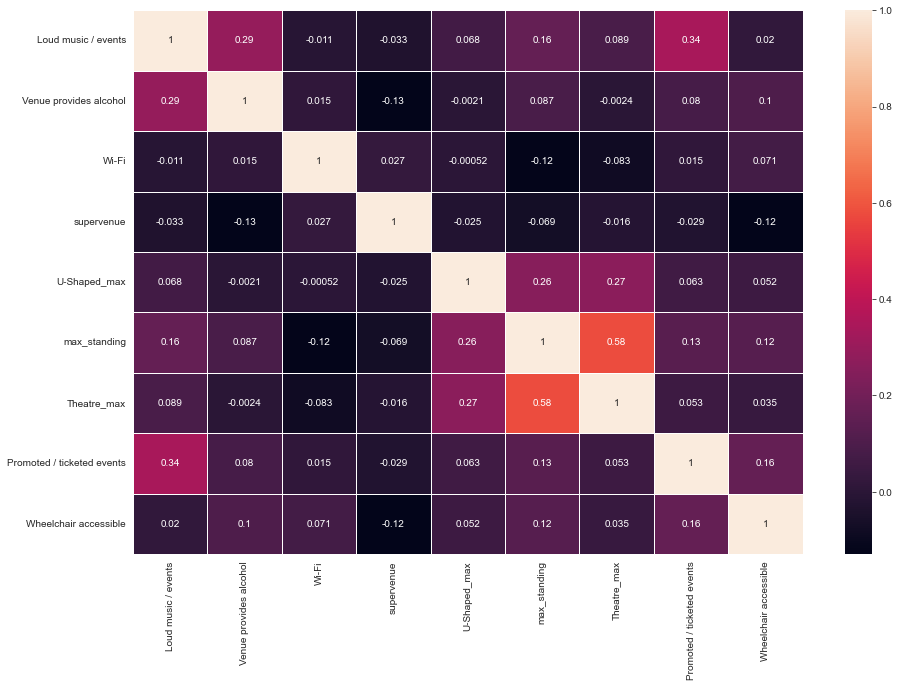 Loud music / events 1 0.29 -0.011 -0.033 0.068 0.16 0.089 0.34 0.02
Venue provides alcohol 0.29 1 0.015 -0.13 -0.0021 0.087 -0.0024 0.08 0.1
Wi-Fi -0.011 0.015 1 0.027 -0.00052 -0.12 -0.083 0.015 0.071
supervenue -0.033 -0.13 0.027 1 -0.025 -0.069 -0.016 -0.029 -0.12
U-Shaped_max 0.068 -0.0021 -0.00052 -0.025 1 0.26 0.27 0.063 0.052
max_standing 0.16 0.087 -0.12 -0.069 0.26 1 0.58 0.13 0.12
Theatre_max 0.089 -0.0024 -0.083 -0.016 0.27 0.58 1 0.053 0.035
Promoted / ticketed events 0.34 0.08 0.015 -0.029 0.063 0.13 0.053 1 0.16
Wheelchair accessible 0.02 0.1 0.071 -0.12 0.052 0.12 0.035 0.16 1
Loud music / events
Venue provides alcohol
Wi-Fi
supervenue
U-Shaped_max
max_standing
Theatre_max
Promoted / ticketed events
Wheelchair accessible
1.0
0.8
0.6
0.4
0.2
0.0